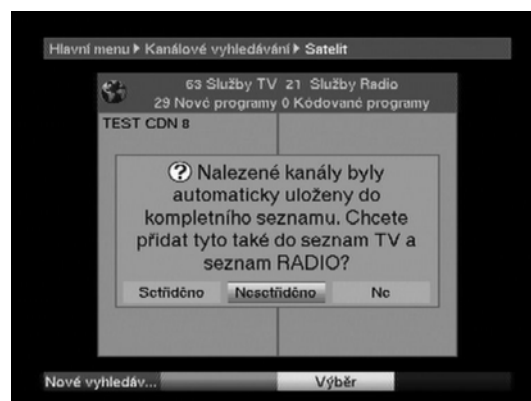 Hlavní menu ▶ Kanálové vyhledávání ▶ Satelit
63 Služby TV 21 Služby Radio
29 Nové programy 0 Kódované programy
TEST CDN 8
? Nalezené kanály byly
automaticky uloženy do
kompletního seznamu. Chcete
přidat tyto také do seznam TV a
seznam RADIO?
Setříděno Nesetříděno Ne
Nové vyhledáv... Výběr